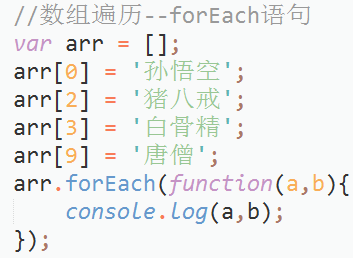 //数组遍历--forEach语句
var arr = [];
arr[0] = '孙悟空';
arr[2] = '猪八戒';
arr[3] = '白骨精';
arr[9] = '唐僧';
arr.forEach(function(a,b){
    console.log(a,b);
});